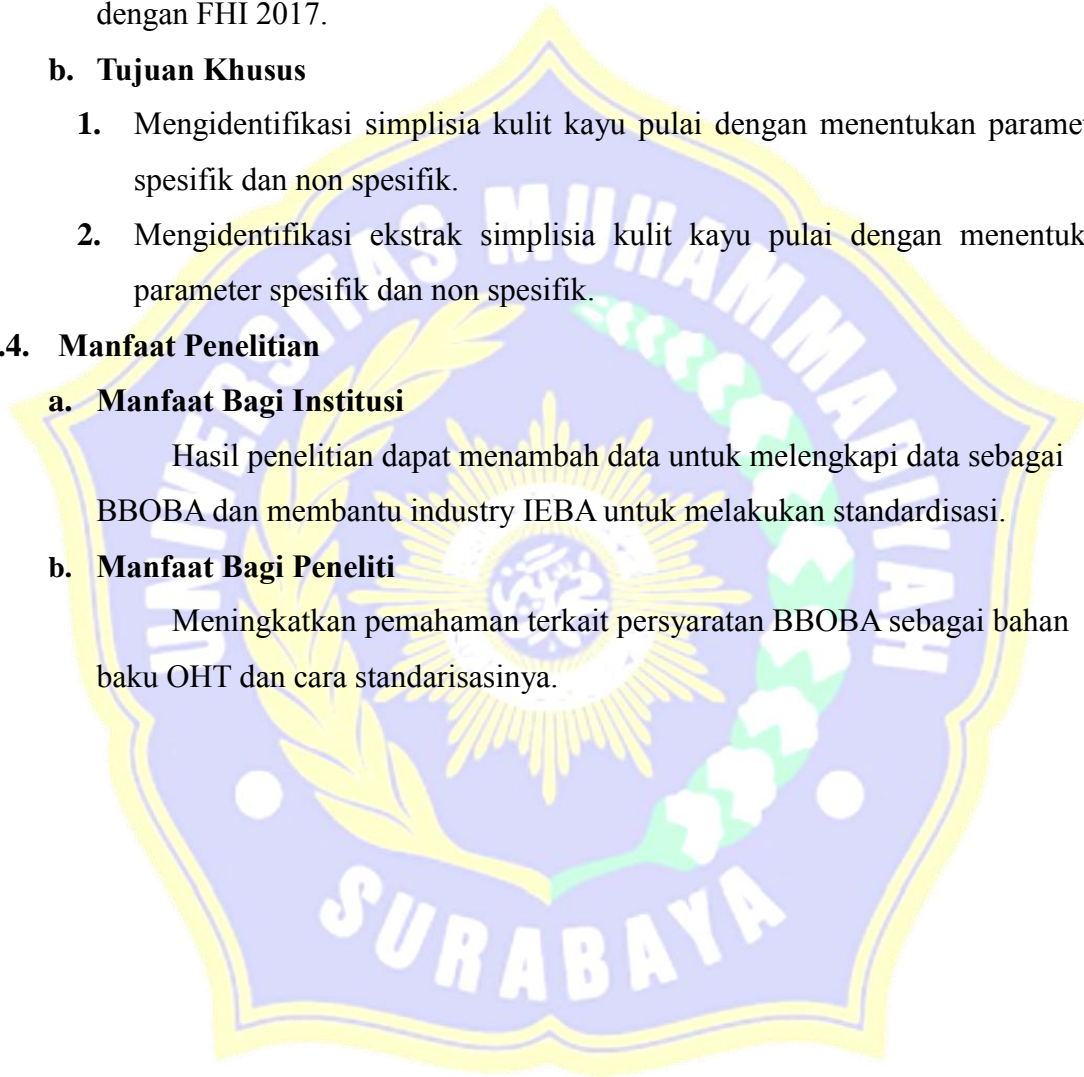 dengan FHI 2017.
b. Tujuan Khusus
1. Mengidentifikasi simplisia kulit kayu pulai dengan menentukan paramet
spesifik dan non spesifik.
2. Mengidentifikasi ekstrak simplisia kulit kayu pulai dengan menentuk
parameter spesifik dan non spesifik.
.4. Manfaat Penelitian
a. Manfaat Bagi Institusi
Hasil penelitian dapat menambah data untuk melengkapi data sebagai
BBOBA dan membantu industry IEBA untuk melakukan standardisasi.
b. Manfaat Bagi Peneliti
Meningkatkan pemahaman terkait persyaratan BBOBA sebagai bahan
baku OHT dan cara standarisasinya.
UNIVERSITAS MUHAMMADIYAH
SURABAYA